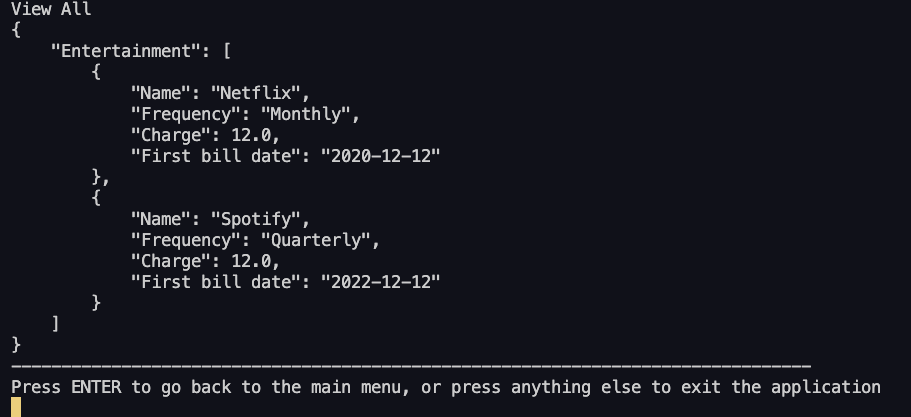 View All
{
    "Entertainment": [
        {
            "Name": "Netflix",
            "Frequency": "Monthly",
            "Charge": 12.0,
            "First bill date": "2020-12-12"
        },
        {
            "Name": "Spotify",
            "Frequency": "Quarterly",
            "Charge": 12.0,
            "First bill date": "2022-12-12"
        }
    ]
}
--------------------------------------------------------------------------------
Press ENTER to go back to the main menu, or press anything else to exit the application